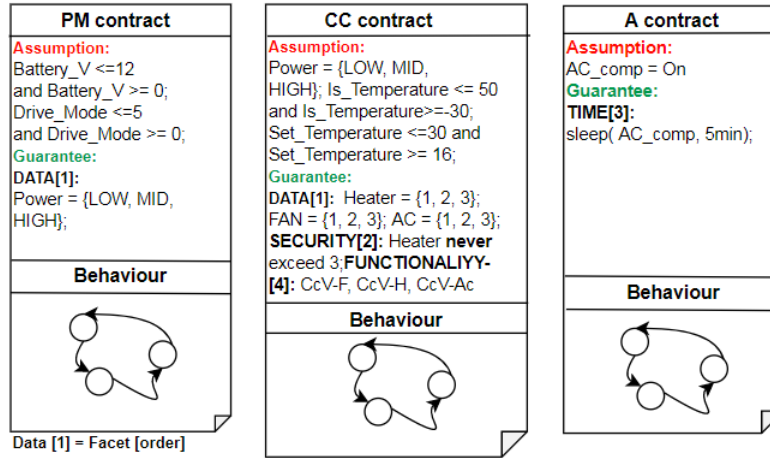 PM contract
Assumption:
Battery_V <=12
and Battery_V >= 0;
Drive_Mode <=5
and Drive_Mode >= 0;
Guarantee:
DATA[1]:
Power = {LOW, MID,
HIGH};
Behaviour
Data [1] = Facet [order]
CC contract
Assumption:
Power = {LOW, MID,
HIGH}; Is_Temperature <= 50
and Is_Temperature>=-30;
Set_Temperature <=30 and
Set_Temperature >= 16;
Guarantee:
DATA[1]: Heater = {1, 2, 3};
FAN = {1, 2, 3}; AC = {1, 2, 3};
SECURITY[2]: Heater never
exceed 3;FUNCTIONALIYY-
[4]: CcV-F, CcV-H, CcV-Ac
Behaviour
A contract
Assumption:
AC_comp = On
Guarantee:
TIME[3]:
sleep( AC_comp, 5min);
Behaviour